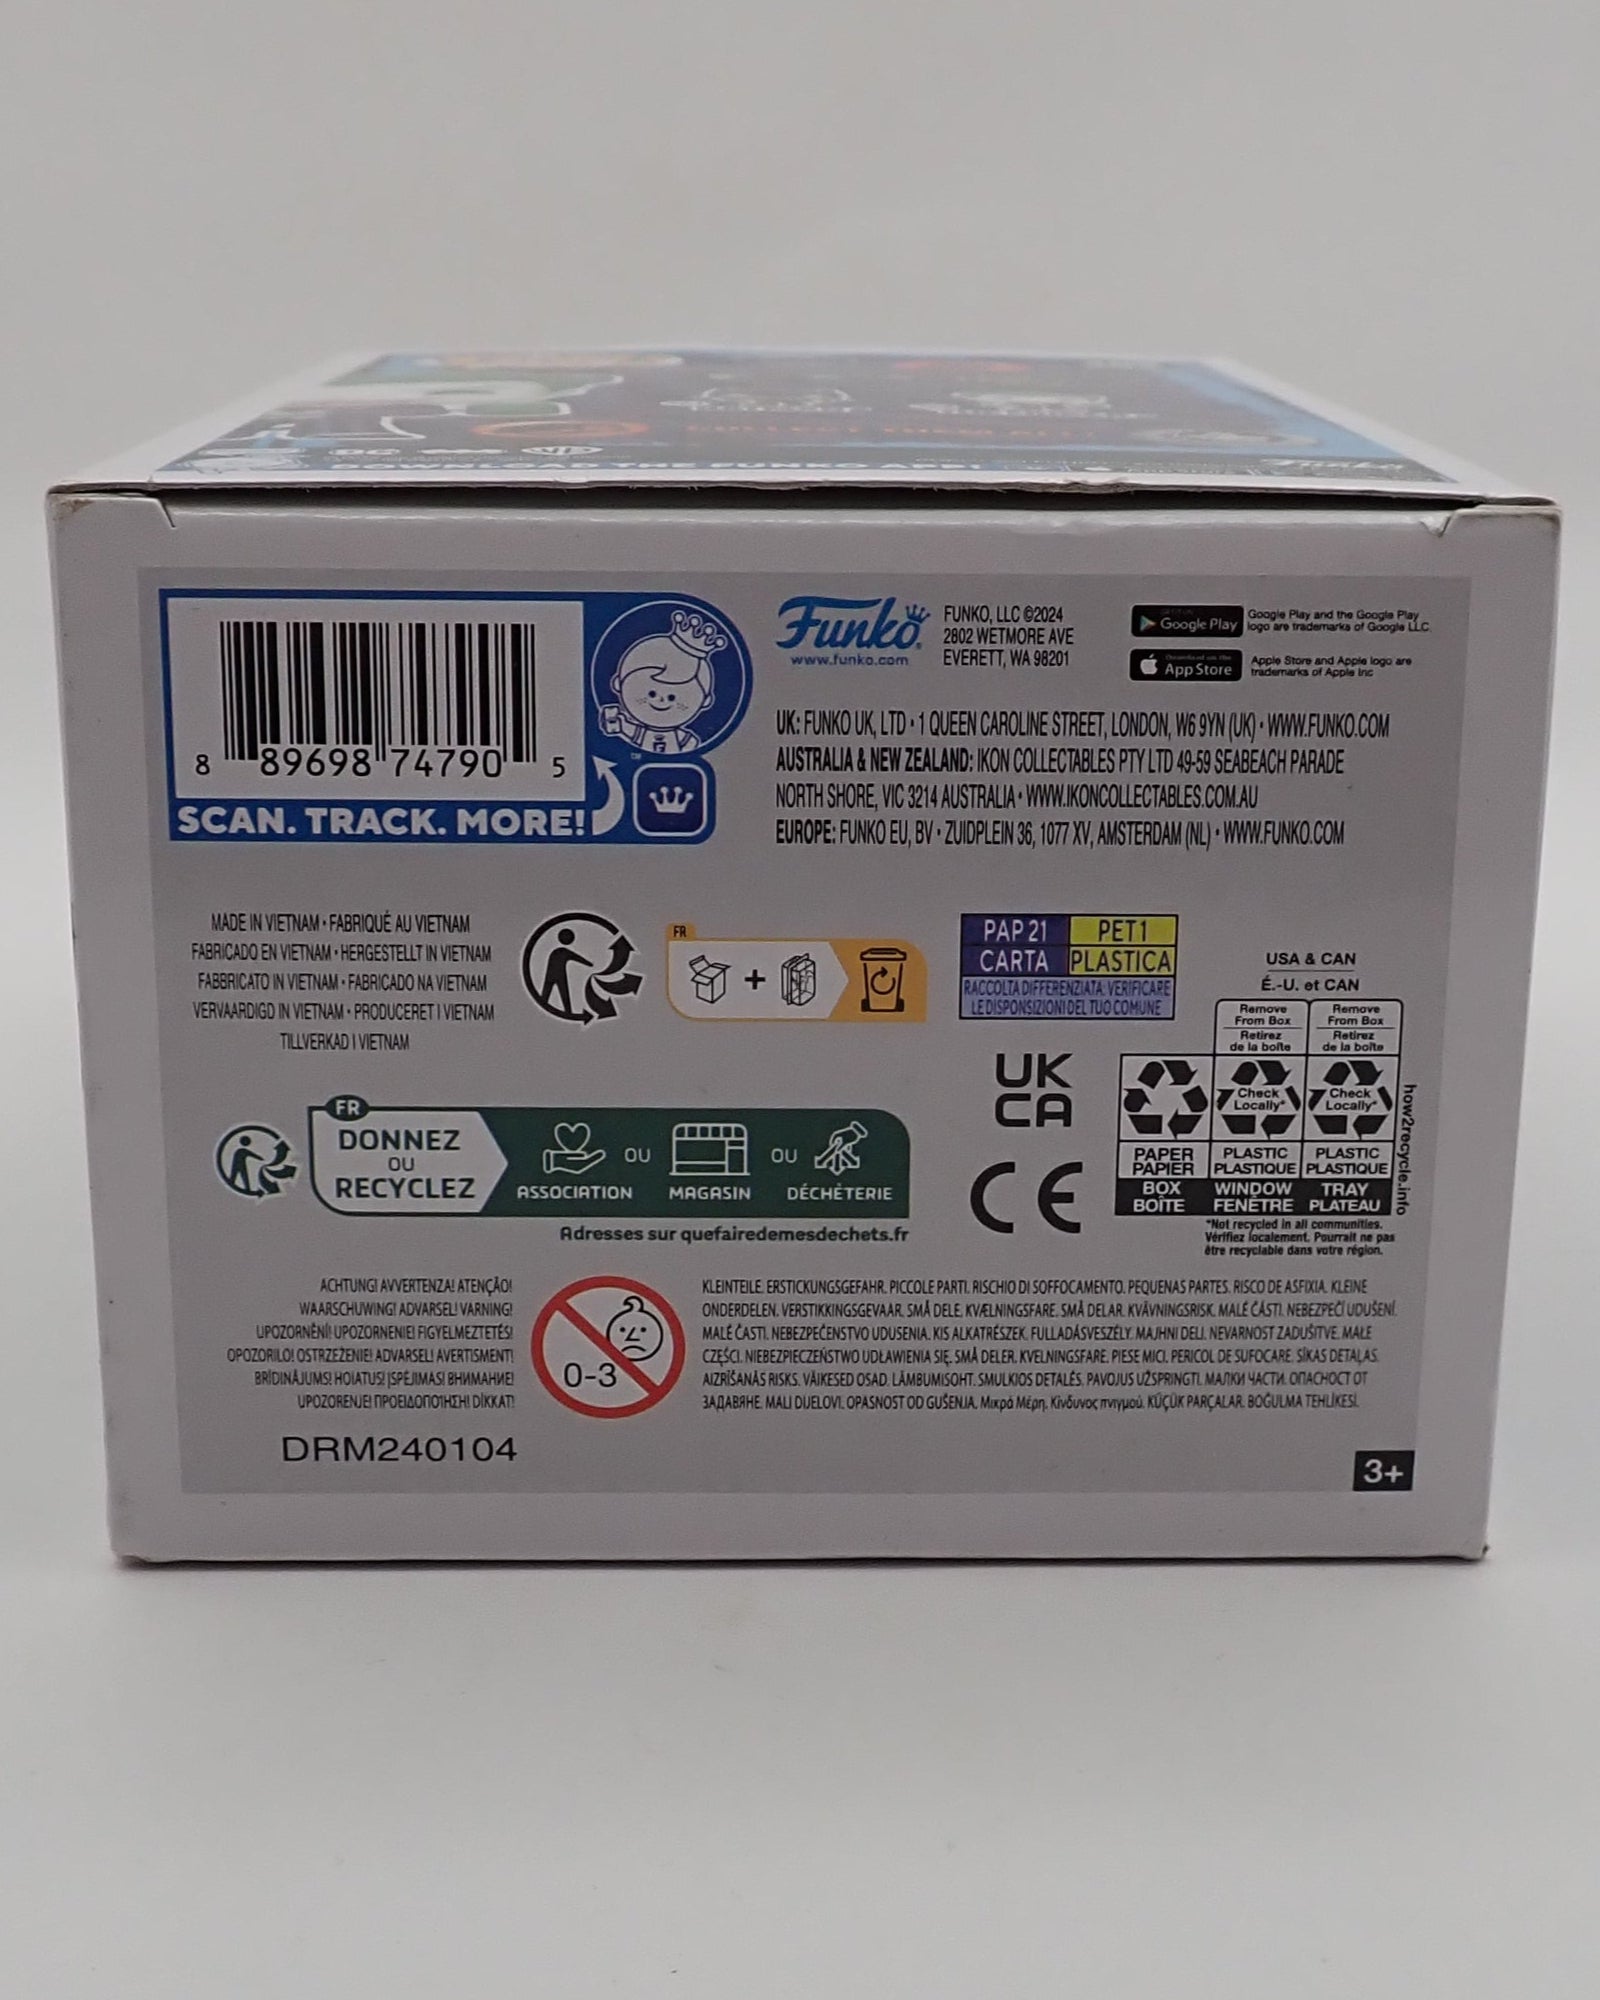 DC
DOWNLOAD THE FUNKO APP!
8 89698 74790 5
SCAN. TRACK. MORE!
Funko
www.funko.com
FUNKO, LLC ©2024
2802 WETMORE AVE
EVERETT, WA 98201
Google Play
Google Play and the Google Play
logo are trademarks of Google LLC.
App Store
Apple Store and Apple logo are
trademarks of Apple Inc
UK: FUNKO UK, LTD • 1 QUEEN CAROLINE STREET, LONDON, W6 9YN (UK) • WWW.FUNKO.COM
AUSTRALIA & NEW ZEALAND: IKON COLLECTABLES PTY LTD 49-59 SEABEACH PARADE
NORTH SHORE, VIC 3214 AUSTRALIA • WWW.IKONCOLLECTABLES.COM.AU
EUROPE: FUNKO EU, BV • ZUIDPLEIN 36, 1077 XV, AMSTERDAM (NL) • WWW.FUNKO.COM
MADE IN VIETNAM • FABRIQUÉ AU VIETNAM
FABRICADO EN VIETNAM • HERGESTELLT IN VIETNAM
FABBRICATO IN VIETNAM • FABRICADO NA VIETNAM
VERVAARDIGD IN VIETNAM • PRODUCERET I VIETNAM
TILLVERKAD I VIETNAM
FR
+
PAP 21 PET1
CARTA PLASTICA
RACCOLTA DIFFERENZIATA: VERIFICARE
LE DISPONSIZIONI DEL TUO COMUNE
USA & CAN
É.-U. et CAN
Remove
From Box
Retirez
de la boîte
Remove
From Box
Retirez
de la boîte
Check
Locally*
Check
Locally*
PAPER
PAPIER
PLASTIC
PLASTIQUE
PLASTIC
PLASTIQUE
BOX
BOÎTE
WINDOW
FENÊTRE
TRAY
PLATEAU
how2recycle.info
*Not recycled in all communities.
Vérifiez localement. Pourrait ne pas
être recyclable dans votre région.
UK
CA
CE
FR
DONNEZ
OU
RECYCLEZ
ASSOCIATION OU MAGASIN OU DÉCHÈTERIE
Adresses sur quefairedemesdechets.fr
ACHTUNG! AVVERTENZA! ATENÇÃO!
WAARSCHUWING! ADVARSEL! VARNING!
UPOZORNĚNÍ! UPOZORNENIE! FIGYELMEZTETÉS!
OPOZORILO! OSTRZEŻENIE! ADVARSEL! AVERTISMENT!
BRĪDINĀJUMS! HOIATUS! ĮSPĖJIMAS! ВНИМАНИЕ!
UPOZORENJE! ΠΡΟΕΙΔΟΠΟΊΗΣΗ! DİKKAT!
0-3
KLEINTEILE. ERSTICKUNGSGEFAHR. PICCOLE PARTI. RISCHIO DI SOFFOCAMENTO. PEQUENAS PARTES. RISCO DE ASFIXIA. KLEINE
ONDERDELEN. VERSTIKKINGSGEVAAR. SMÅ DELE. KVÆLNINGSFARE. SMÅ DELAR. KVÄVNINGSRISK. MALÉ ČÁSTI. NEBEZPEČÍ UDUŠENÍ.
MALÉ ČASTI. NEBEZPEČENSTVO UDUSENIA. KIS ALKATRÉSZEK. FULLADÁSVESZÉLY. MAJHNI DELI. NEVARNOST ZADUŠITVE. MAŁE
CZĘŚCI. NIEBEZPIECZEŃSTWO UDŁAWIENIA SIĘ. SMÅ DELER. KVELNINGSFARE. PIESE MICI. PERICOL DE SUFOCARE. SĪKAS DETAĻAS.
AIZRĪŠANĀS RISKS. VÄIKESED OSAD. LÄMBUMISOHT. SMULKIOS DETALĖS. PAVOJUS UŽSPRINGTI. МАЛКИ ЧАСТИ. ОПАСНОСТ ОТ
ЗАДАВЯНЕ. MALI DIJELOVI. OPASNOST OD GUŠENJA. Μικρά Μέρη. Κίνδυνος πνιγμού. KÜÇÜK PARÇALAR. BOĞULMA TEHLİKESİ.
DRM240104
3+